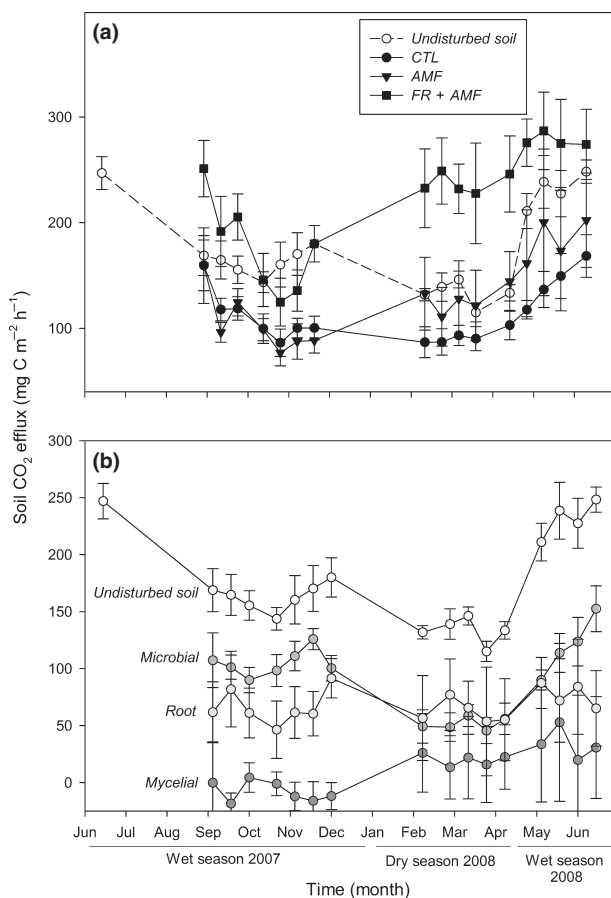 (a)
Undisturbed soil
CTL
AMF
FR + AMF
300
200
100
Soil CO2 efflux (mg C m−2 h−1)
(b)
300
250
200
150
100
50
0
Undisturbed soil
Microbial
Root
Mycelial
Jun Jul Aug Sep Oct Nov Dec Jan Feb Mar Apr May Jun
Wet season 2007 Dry season 2008 Wet season
2008
Time (month)